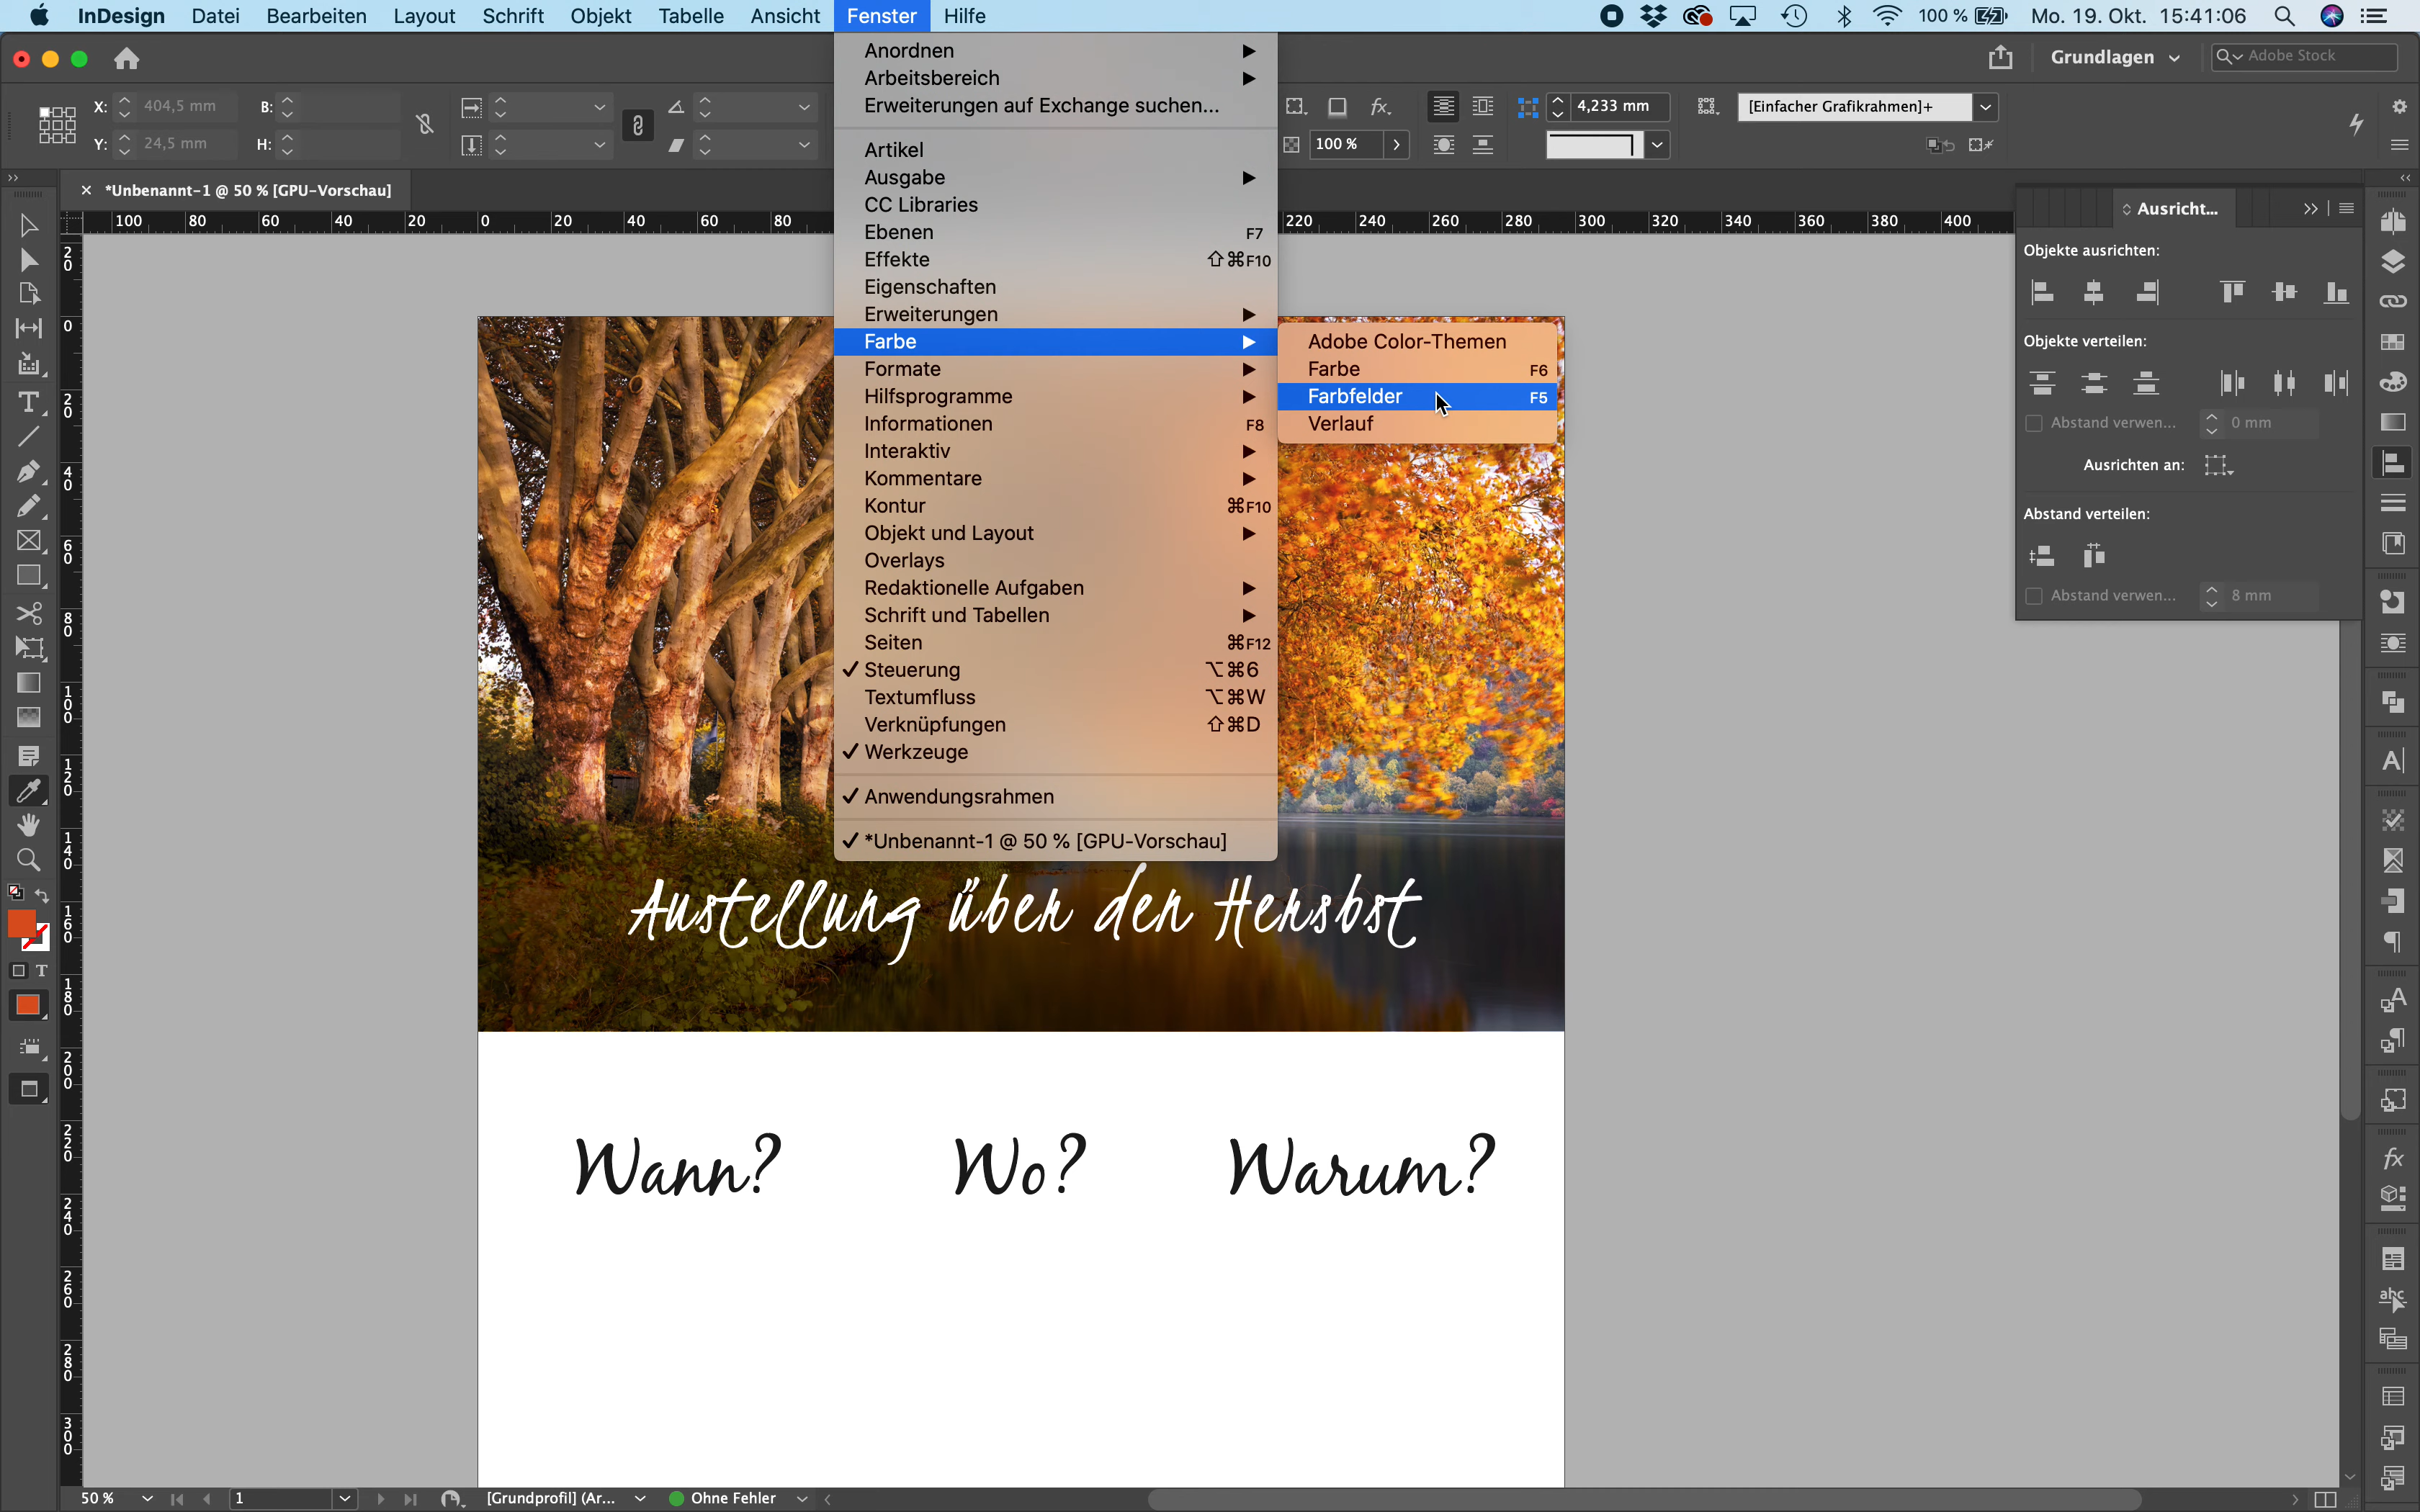 InDesign Datei Bearbeiten Layout Schrift Objekt Tabelle Ansicht Fenster Hilfe 100 % Mo. 19. Okt. 15:41:06
Grundlagen Adobe Stock
X: 404,5 mm B: 4,233 mm [Einfacher Grafikrahmen]+
Y: 24,5 mm H: 100 %
*Unbenannt-1 @ 50 % [GPU-Vorschau]
100 80 60 40 20 0 20 40 60 80 220 240 260 280 300 320 340 360 380 400
20 0 20 40 60 80 100 120 140 160 180 200 220 240 260 280 300
Anordnen
Arbeitsbereich
Erweiterungen auf Exchange suchen...
Artikel
Ausgabe
CC Libraries
Ebenen F7
Effekte ⇧⌘F10
Eigenschaften
Erweiterungen
Farbe
Formate
Hilfsprogramme
Informationen F8
Interaktiv
Kommentare
Kontur ⌘F10
Objekt und Layout
Overlays
Redaktionelle Aufgaben
Schrift und Tabellen
Seiten ⌘F12
✓ Steuerung ⌥⌘6
Textumfluss ⌥⌘W
Verknüpfungen ⇧⌘D
✓ Werkzeuge
✓ Anwendungsrahmen
✓ *Unbenannt-1 @ 50 % [GPU-Vorschau]
Adobe Color-Themen
Farbe F6
Farbfelder F5
Verlauf
Ausricht...
Objekte ausrichten:
Objekte verteilen:
Abstand verwen... 0 mm
Ausrichten an:
Abstand verteilen:
Abstand verwen... 8 mm
Austellung über den Hersbst
Wann? Wo? Warum?
50 % 1 [Grundprofil] (Ar... Ohne Fehler